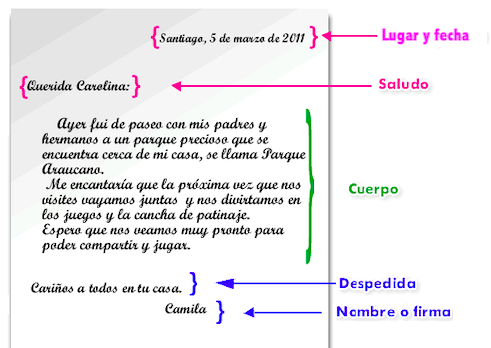 Santiago, 5 de marzo de 2011
Lugar y fecha
Querida Carolina:
Saludo
Ayer fui de paseo con mis padres y
hermanos a un parque precioso que se
encuentra cerca de mi casa, se llama Parque
Araucano.
Me encantaría que la próxima vez que nos
visites vayamos juntas y nos divirtamos en
los juegos y la cancha de patinaje.
Espero que nos veamos muy pronto para
poder compartir y jugar.
Cuerpo
Cariños a todos en tu casa.
Despedida
Camila
Nombre o firma